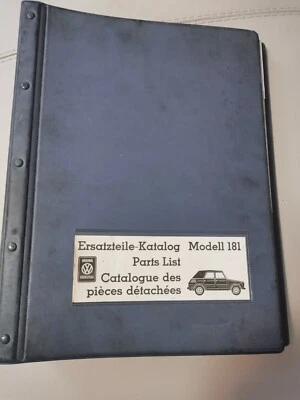 Ersatzteile-Katalog Modell 181
Parts List
Catalogue des
pièces détachées